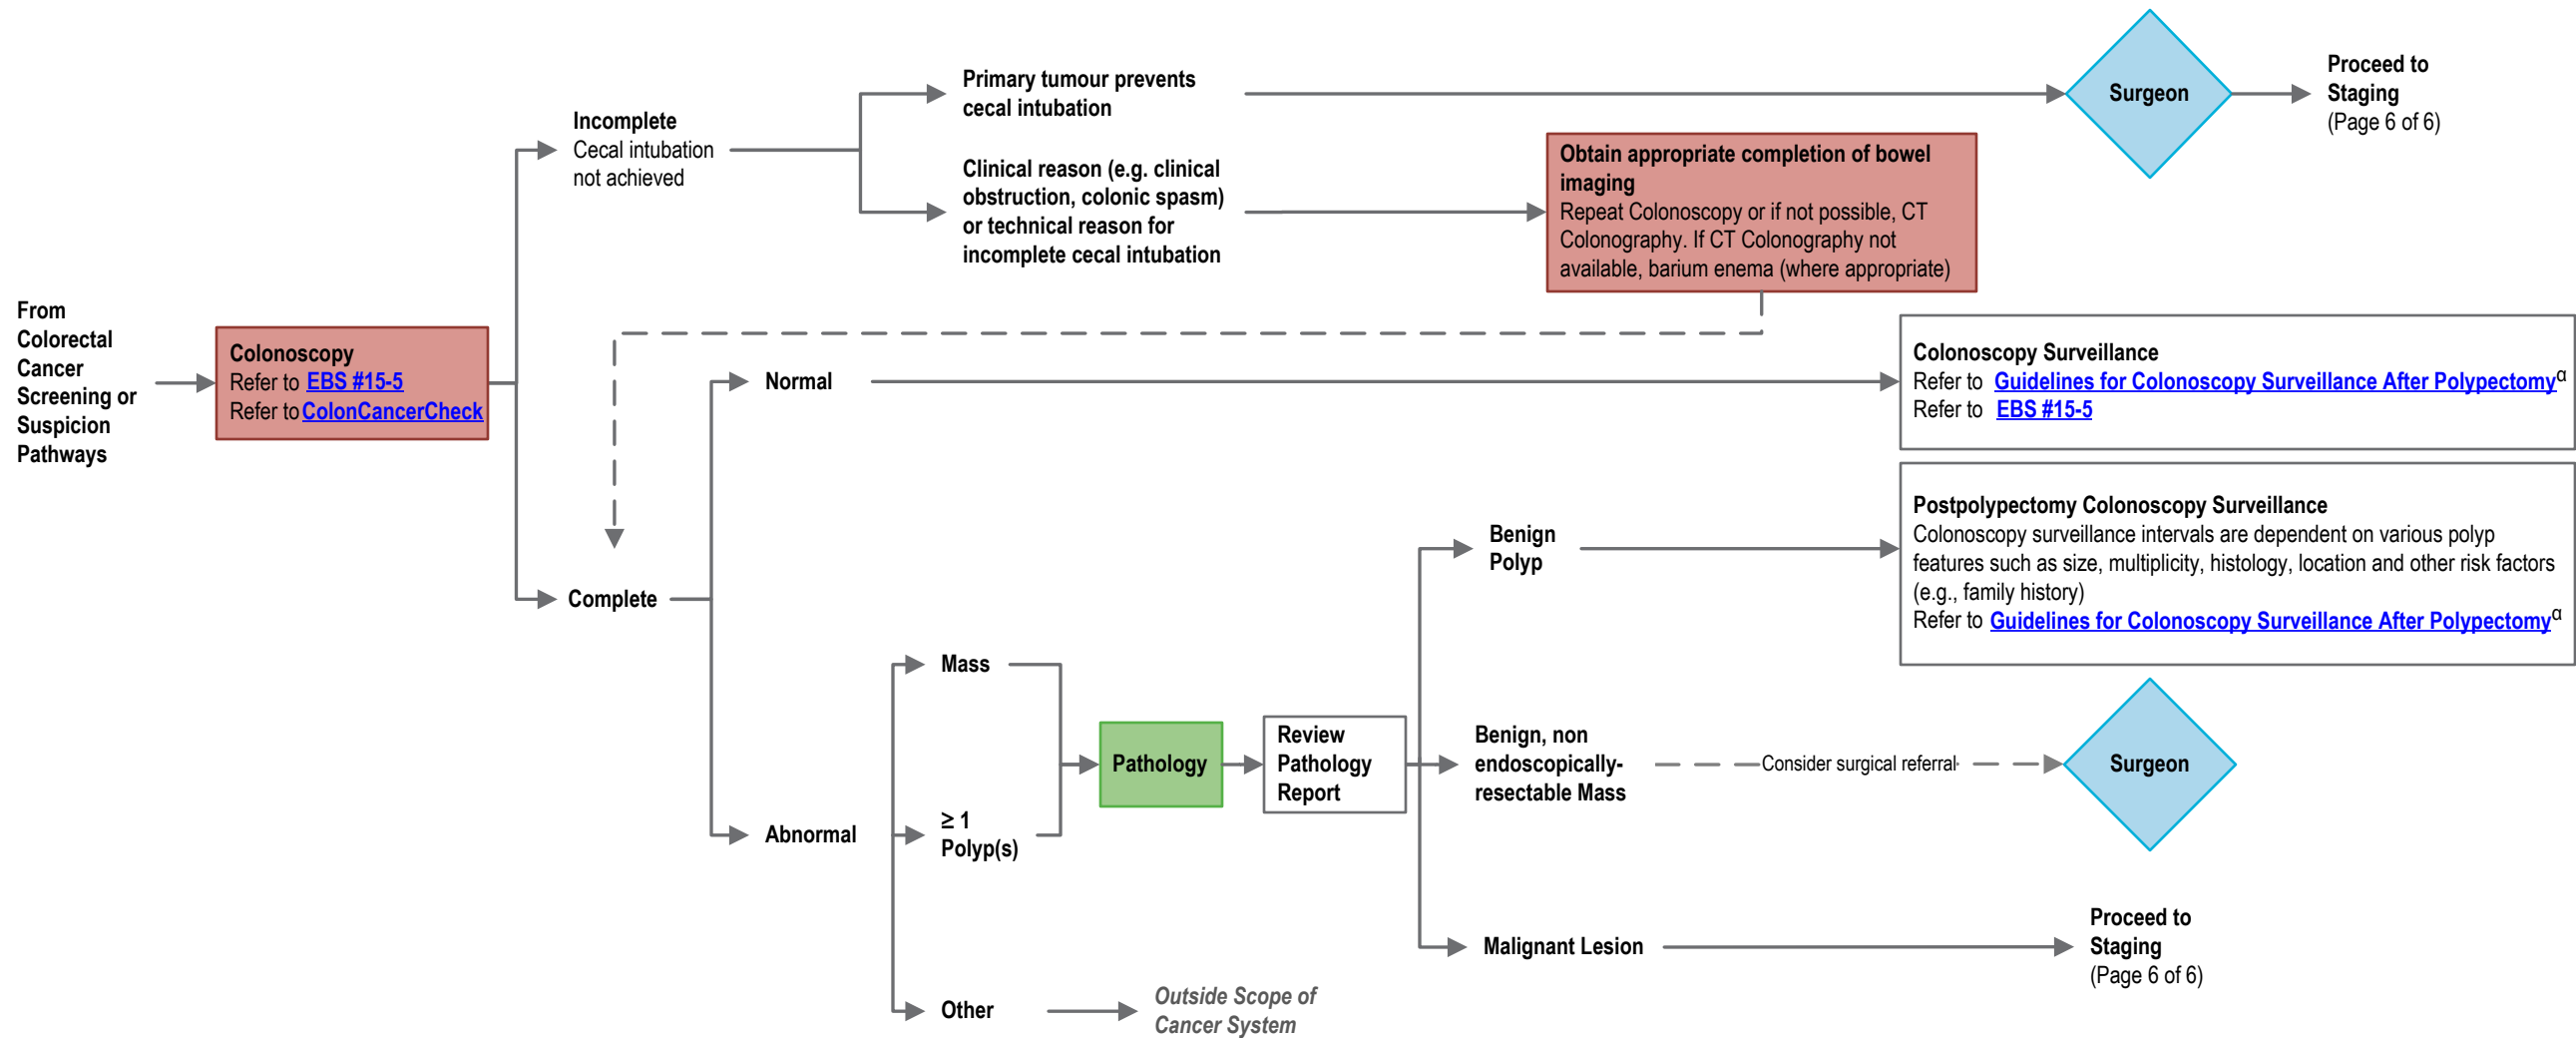 From
Colorectal
Cancer
Screening or
Suspicion
Pathways
Colonoscopy
Refer to EBS #15-5
Refer to ColonCancerCheck
Incomplete
Cecal intubation
not achieved
Primary tumour prevents
cecal intubation
Surgeon
Proceed to
Staging
(Page 6 of 6)
Clinical reason (e.g. clinical
obstruction, colonic spasm)
or technical reason for
incomplete cecal intubation
Obtain appropriate completion of bowel
imaging
Repeat Colonoscopy or if not possible, CT
Colonography. If CT Colonography not
available, barium enema (where appropriate)
Complete
Normal
Colonoscopy Surveillance
Refer to Guidelines for Colonoscopy Surveillance After Polypectomyα
Refer to EBS #15-5
Abnormal
Mass
≥ 1
Polyp(s)
Other
Outside Scope of
Cancer System
Pathology
Review
Pathology
Report
Benign
Polyp
Postpolypectomy Colonoscopy Surveillance
Colonoscopy surveillance intervals are dependent on various polyp
features such as size, multiplicity, histology, location and other risk factors
(e.g., family history)
Refer to Guidelines for Colonoscopy Surveillance After Polypectomyα
Benign, non
endoscopically-
resectable Mass
Consider surgical referral
Surgeon
Malignant Lesion
Proceed to
Staging
(Page 6 of 6)